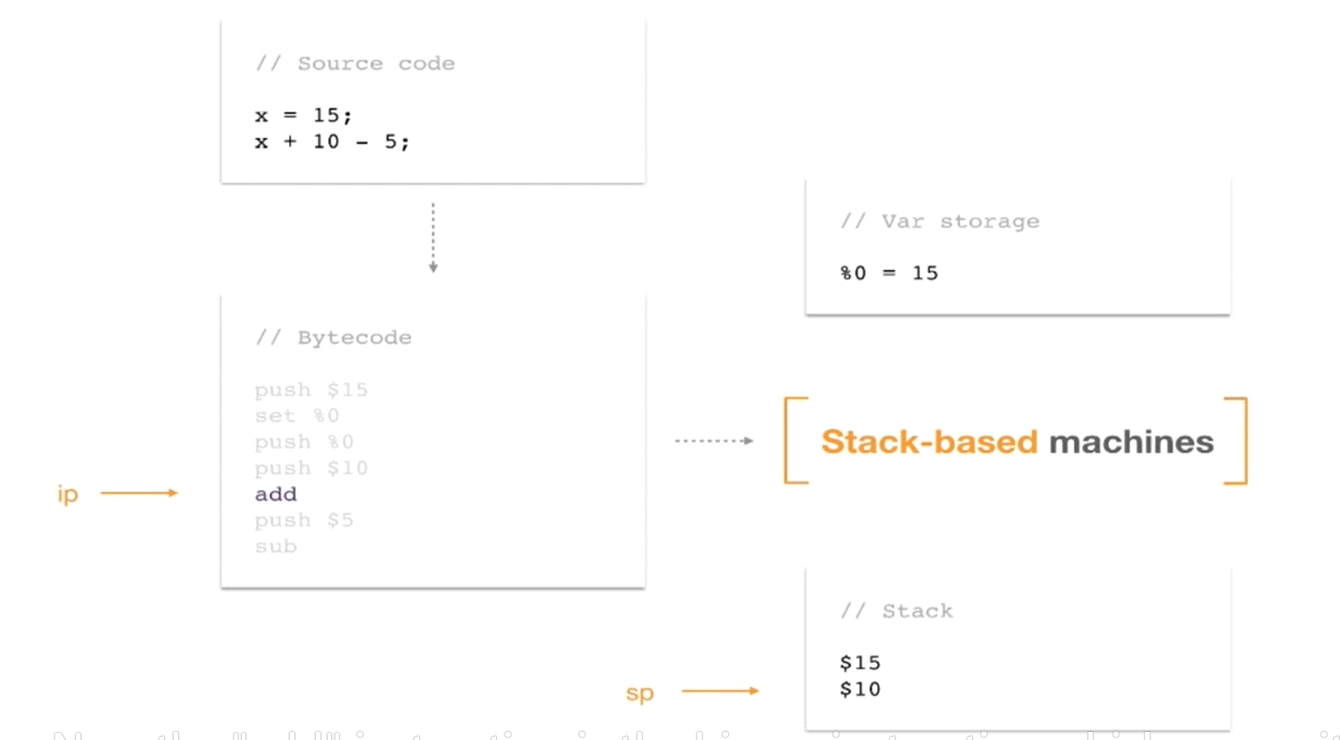 // Source code
x = 15;
x + 10 - 5;
// Var storage
%0 = 15
// Bytecode
push $15
set %0
push %0
push $10
add
push $5
sub
ip
Stack-based machines
// Stack
$15
$10
sp